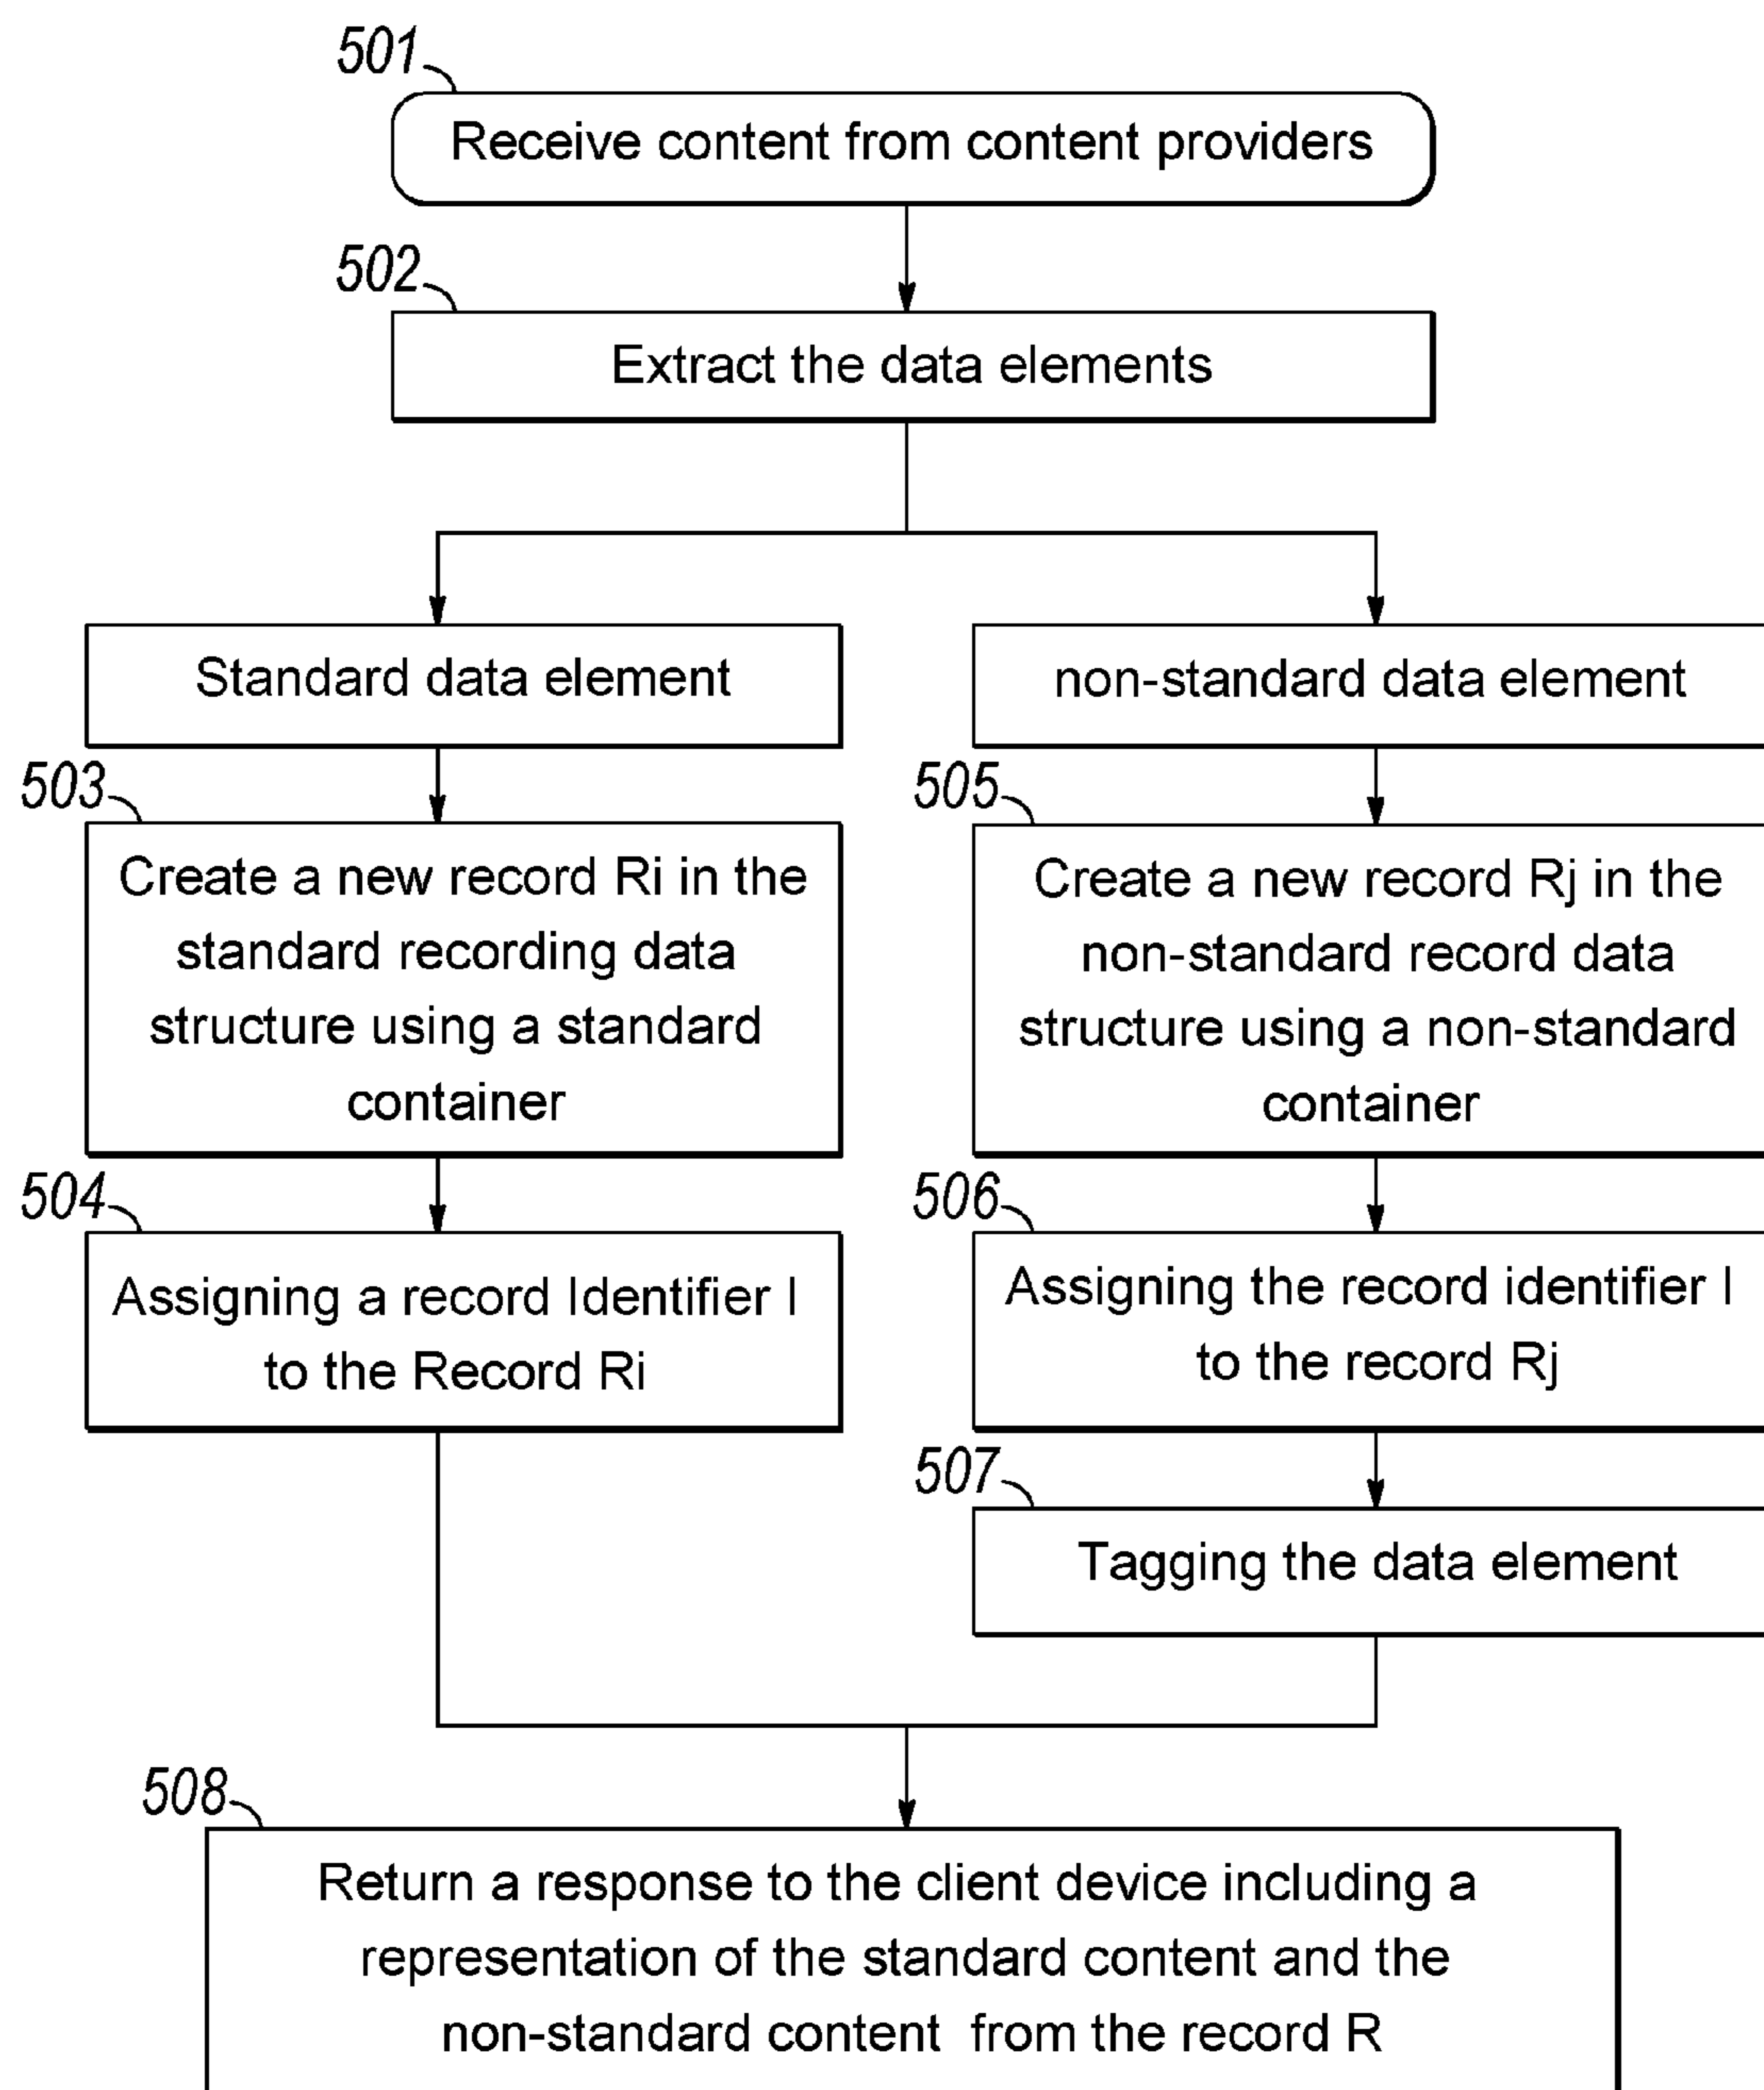 501
Receive content from content providers
502
Extract the data elements
Standard data element
non-standard data element
503
Create a new record Ri in the
standard recording data
structure using a standard
container
505
Create a new record Rj in the
non-standard record data
structure using a non-standard
container
504
Assigning a record Identifier I
to the Record Ri
506
Assigning the record identifier I
to the record Rj
507
Tagging the data element
508
Return a response to the client device including a
representation of the standard content and the
non-standard content from the record R